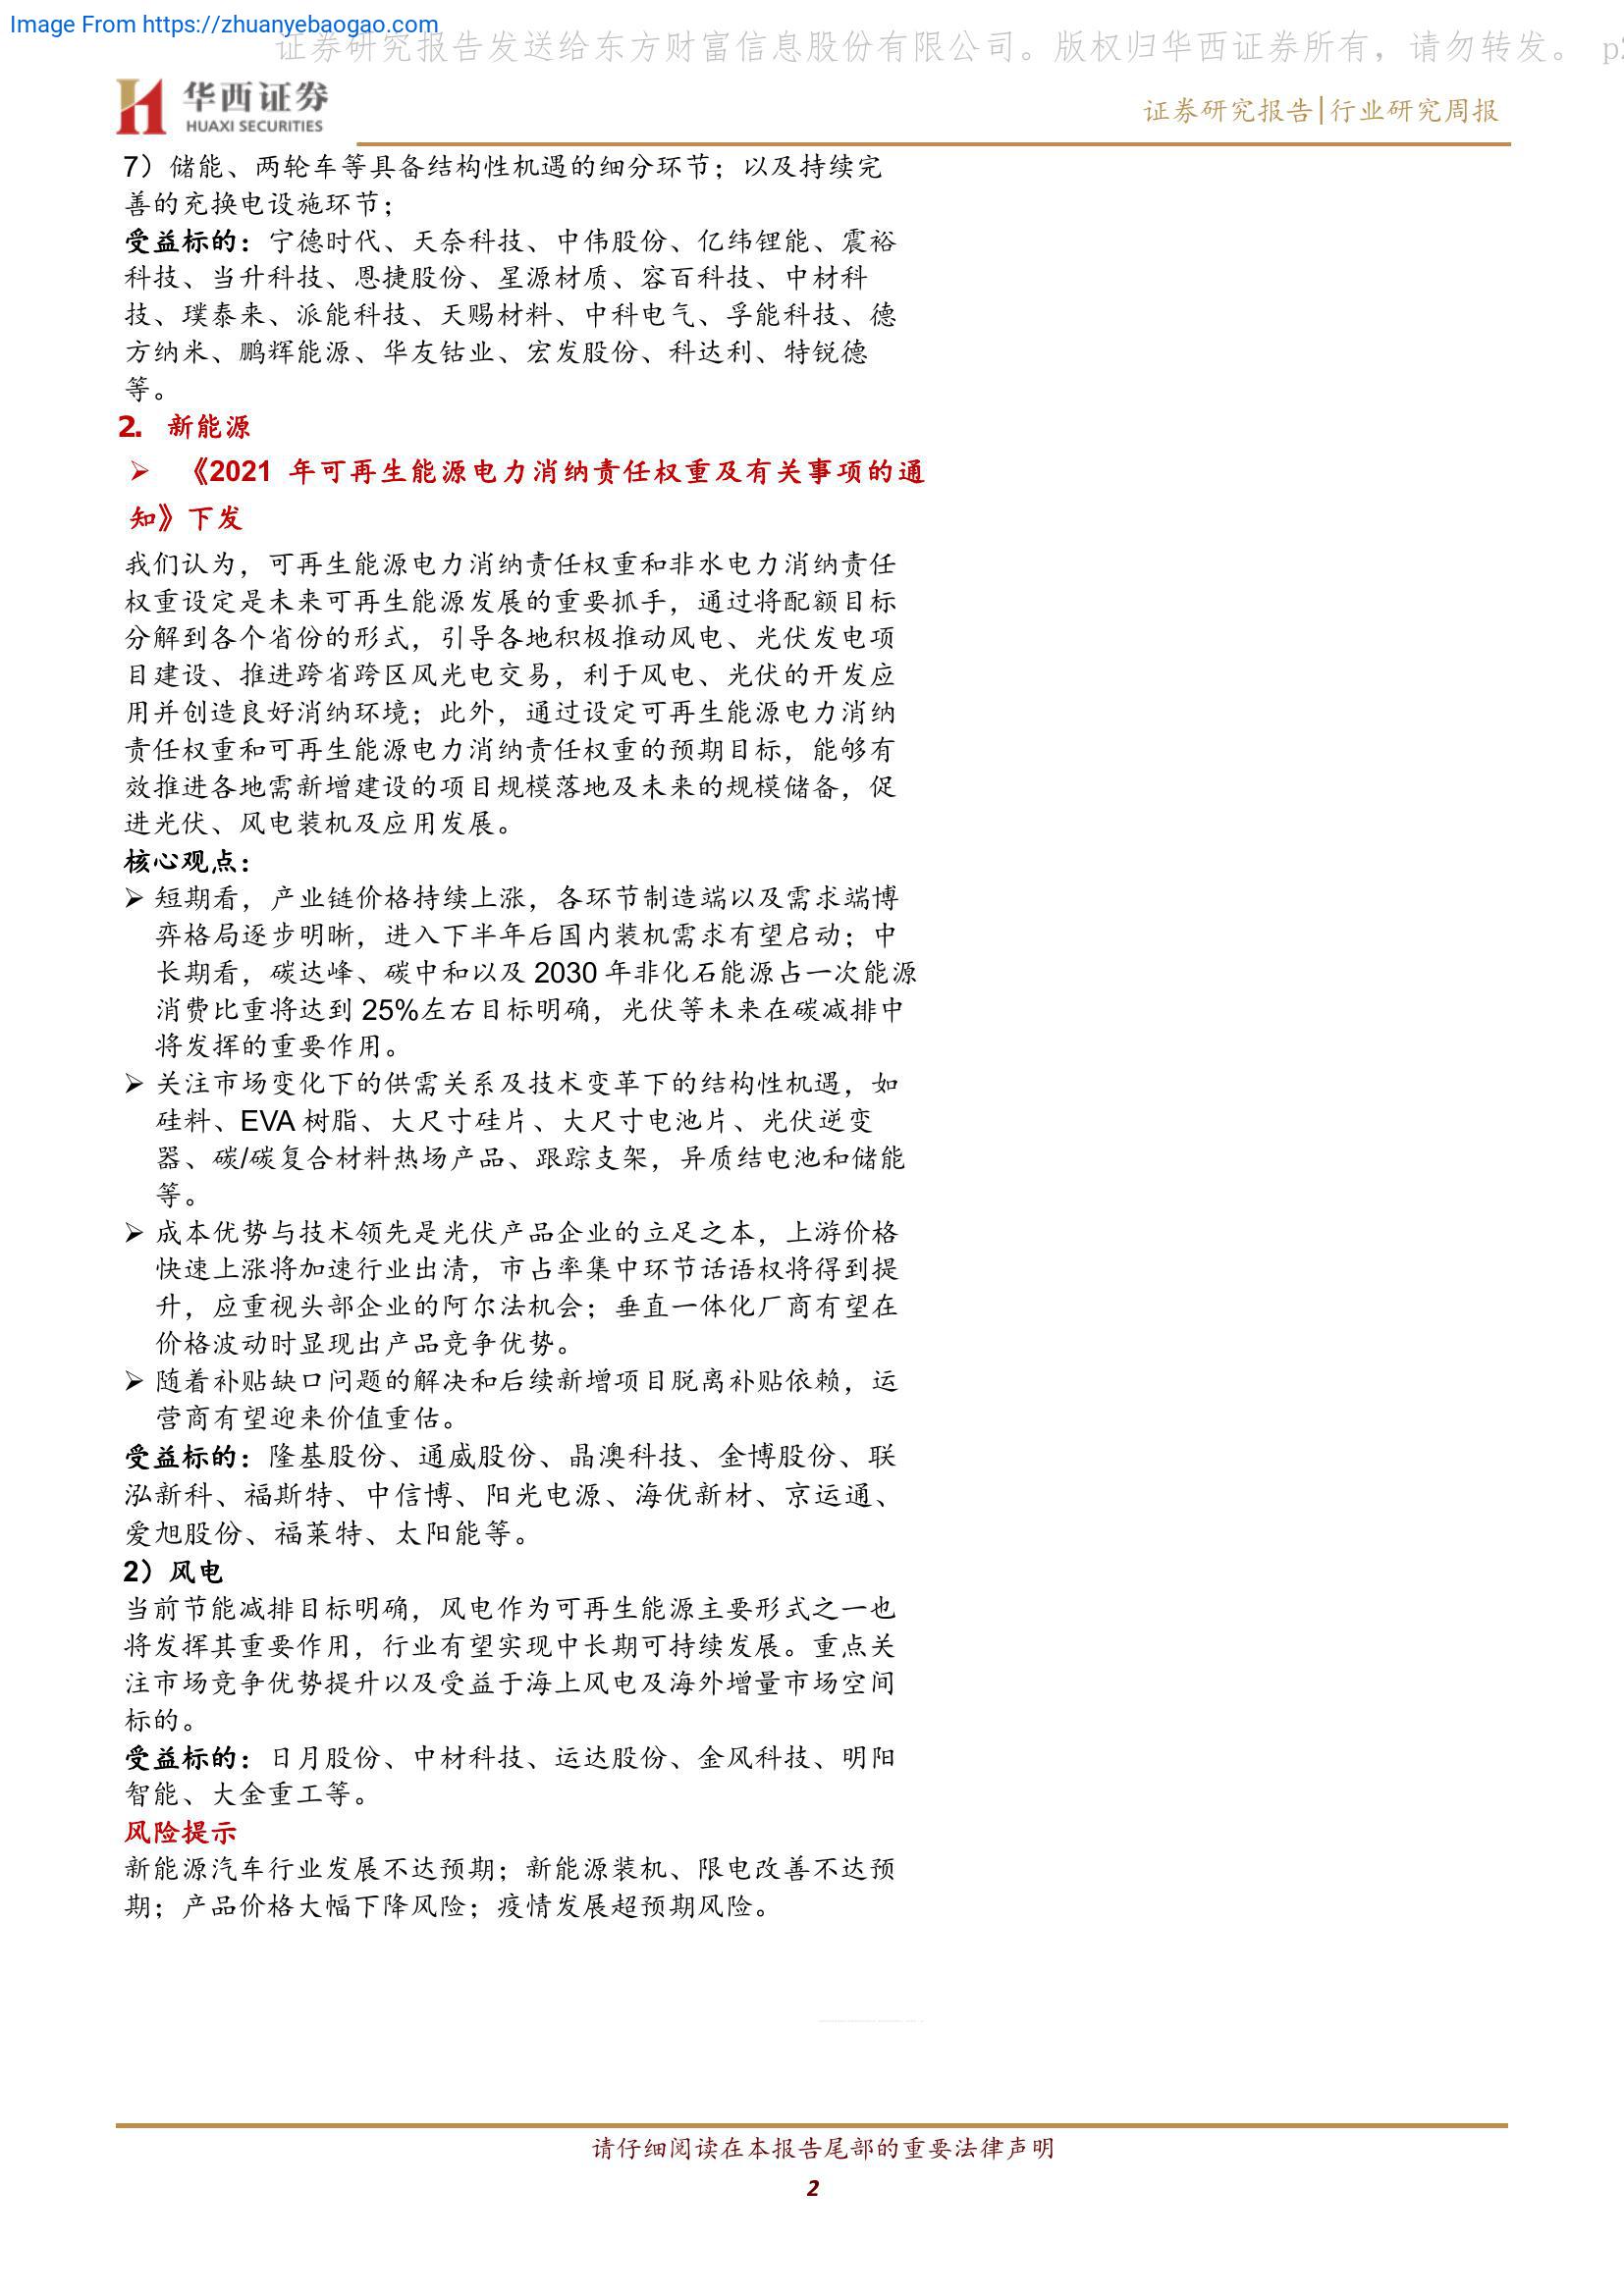 Image From https://zhuanyebaogao.com
证券研究报告发送给东方财富信息股份有限公司。版权归华西证券所有，请勿转发。 p2
华西证券
HUAXI SECURITIES
证券研究报告|行业研究周报
7）储能、两轮车等具备结构性机遇的细分环节；以及持续完
善的充换电设施环节；
受益标的：宁德时代、天奈科技、中伟股份、亿纬锂能、震裕
科技、当升科技、恩捷股份、星源材质、容百科技、中材科
技、璞泰来、派能科技、天赐材料、中科电气、孚能科技、德
方纳米、鹏辉能源、华友钴业、宏发股份、科达利、特锐德
等。
2. 新能源
➢ 《2021 年可再生能源电力消纳责任权重及有关事项的通
知》下发
我们认为，可再生能源电力消纳责任权重和非水电力消纳责任
权重设定是未来可再生能源发展的重要抓手，通过将配额目标
分解到各个省份的形式，引导各地积极推动风电、光伏发电项
目建设、推进跨省跨区风光电交易，利于风电、光伏的开发应
用并创造良好消纳环境；此外，通过设定可再生能源电力消纳
责任权重和可再生能源电力消纳责任权重的预期目标，能够有
效推进各地需新增建设的项目规模落地及未来的规模储备，促
进光伏、风电装机及应用发展。
核心观点：
➢ 短期看，产业链价格持续上涨，各环节制造端以及需求端博
弈格局逐步明晰，进入下半年后国内装机需求有望启动；中
长期看，碳达峰、碳中和以及 2030 年非化石能源占一次能源
消费比重将达到 25%左右目标明确，光伏等未来在碳减排中
将发挥的重要作用。
➢ 关注市场变化下的供需关系及技术变革下的结构性机遇，如
硅料、EVA 树脂、大尺寸硅片、大尺寸电池片、光伏逆变
器、碳/碳复合材料热场产品、跟踪支架，异质结电池和储能
等。
➢ 成本优势与技术领先是光伏产品企业的立足之本，上游价格
快速上涨将加速行业出清，市占率集中环节话语权将得到提
升，应重视头部企业的阿尔法机会；垂直一体化厂商有望在
价格波动时显现出产品竞争优势。
➢ 随着补贴缺口问题的解决和后续新增项目脱离补贴依赖，运
营商有望迎来价值重估。
受益标的：隆基股份、通威股份、晶澳科技、金博股份、联
泓新科、福斯特、中信博、阳光电源、海优新材、京运通、
爱旭股份、福莱特、太阳能等。
2）风电
当前节能减排目标明确，风电作为可再生能源主要形式之一也
将发挥其重要作用，行业有望实现中长期可持续发展。重点关
注市场竞争优势提升以及受益于海上风电及海外增量市场空间
标的。
受益标的：日月股份、中材科技、运达股份、金风科技、明阳
智能、大金重工等。
风险提示
新能源汽车行业发展不达预期；新能源装机、限电改善不达预
期；产品价格大幅下降风险；疫情发展超预期风险。
请仔细阅读在本报告尾部的重要法律声明
2